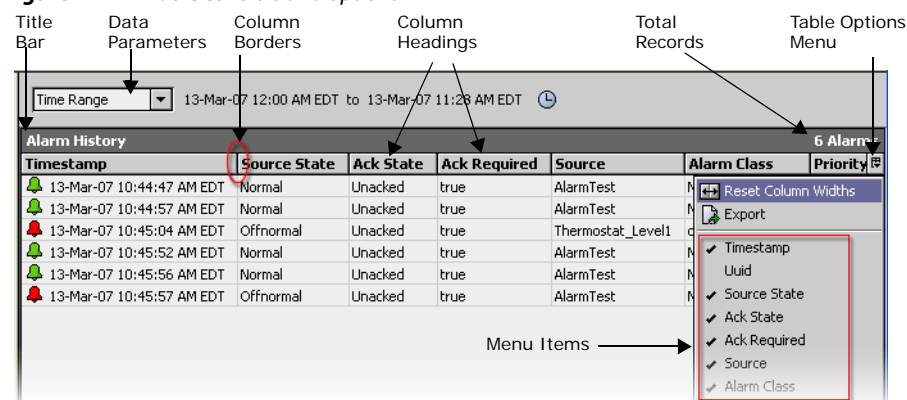 Title Data Column Column Total Table Options
Bar Parameters Borders Headings Records Menu
Time Range 13-Mar-07 12:00 AM EDT to 13-Mar-07 11:28 AM EDT
Alarm History 6 Alarms
Timestamp Source State Ack State Ack Required Source Alarm Class Priority
13-Mar-07 10:44:47 AM EDT Normal Unacked true AlarmTest
13-Mar-07 10:44:57 AM EDT Normal Unacked true AlarmTest
13-Mar-07 10:45:04 AM EDT Offnormal Unacked true Thermostat_Level1
13-Mar-07 10:45:52 AM EDT Normal Unacked true AlarmTest
13-Mar-07 10:45:56 AM EDT Normal Unacked true AlarmTest
13-Mar-07 10:45:57 AM EDT Offnormal Unacked true AlarmTest
Reset Column Widths
Export
Timestamp
Uuid
Source State
Ack State
Ack Required
Source
Alarm Class
Menu Items